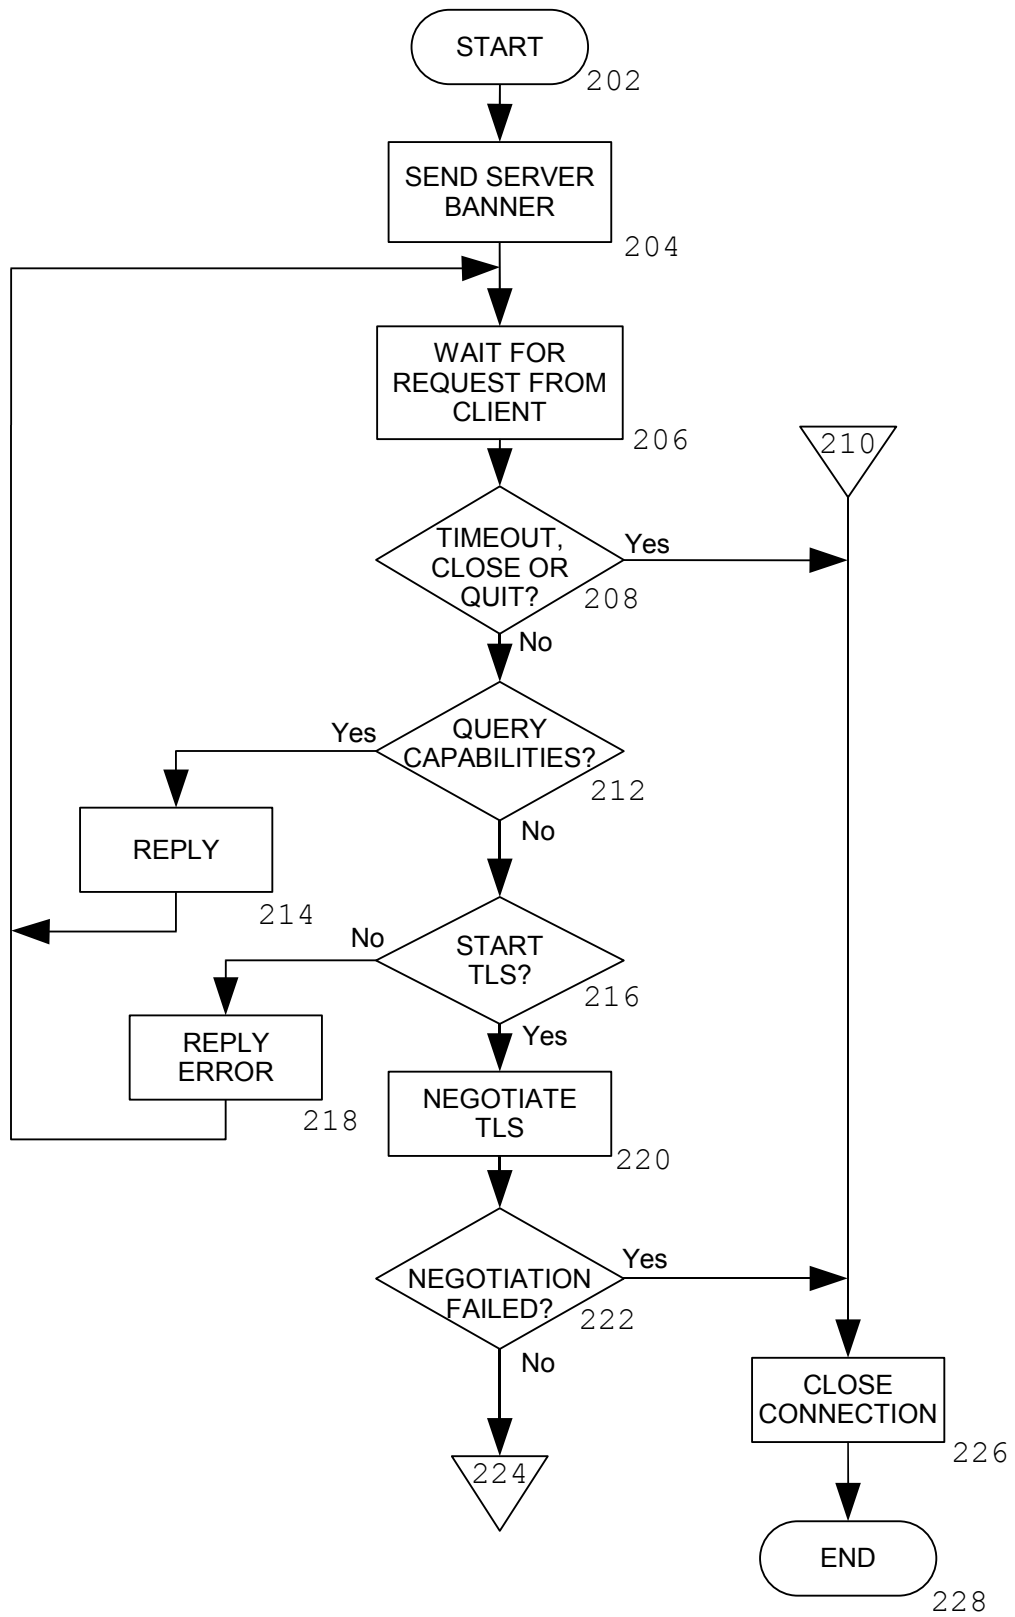 START
202
SEND SERVER
BANNER
204
WAIT FOR
REQUEST FROM
CLIENT
206
210
TIMEOUT,
CLOSE OR
QUIT?
Yes
208
No
QUERY
CAPABILITIES?
Yes
212
No
REPLY
214
START
TLS?
No
216
Yes
REPLY
ERROR
218
NEGOTIATE
TLS
220
NEGOTIATION
FAILED?
Yes
222
No
224
CLOSE
CONNECTION
226
END
228